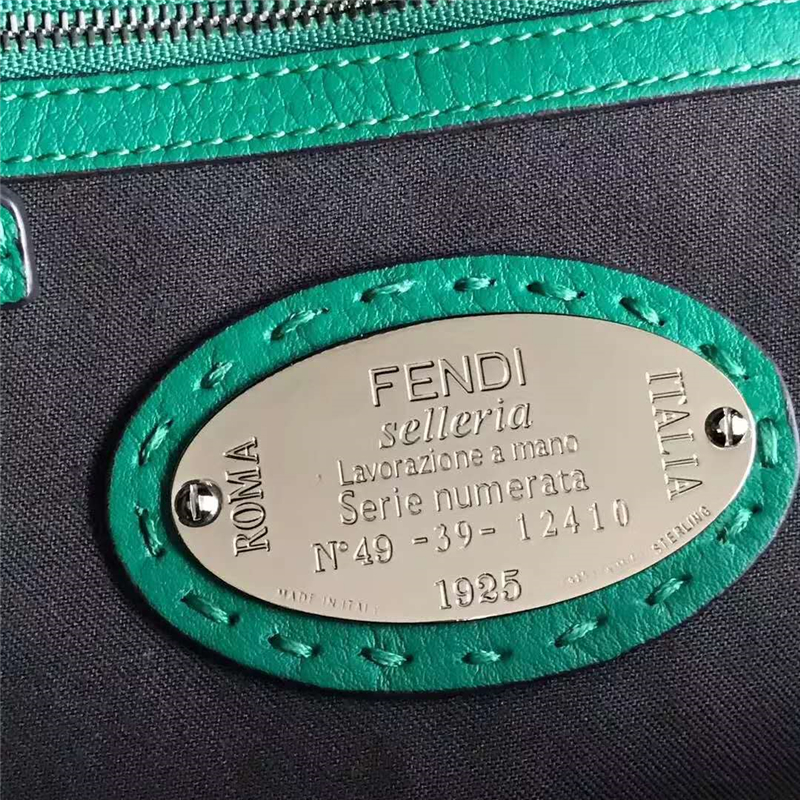 FENDI
selleria
Lavorazione a mano
Serie numerata
N°49 -39- 12410
1925
ROMA
ITALIA
MADE IN ITALY
STERLING